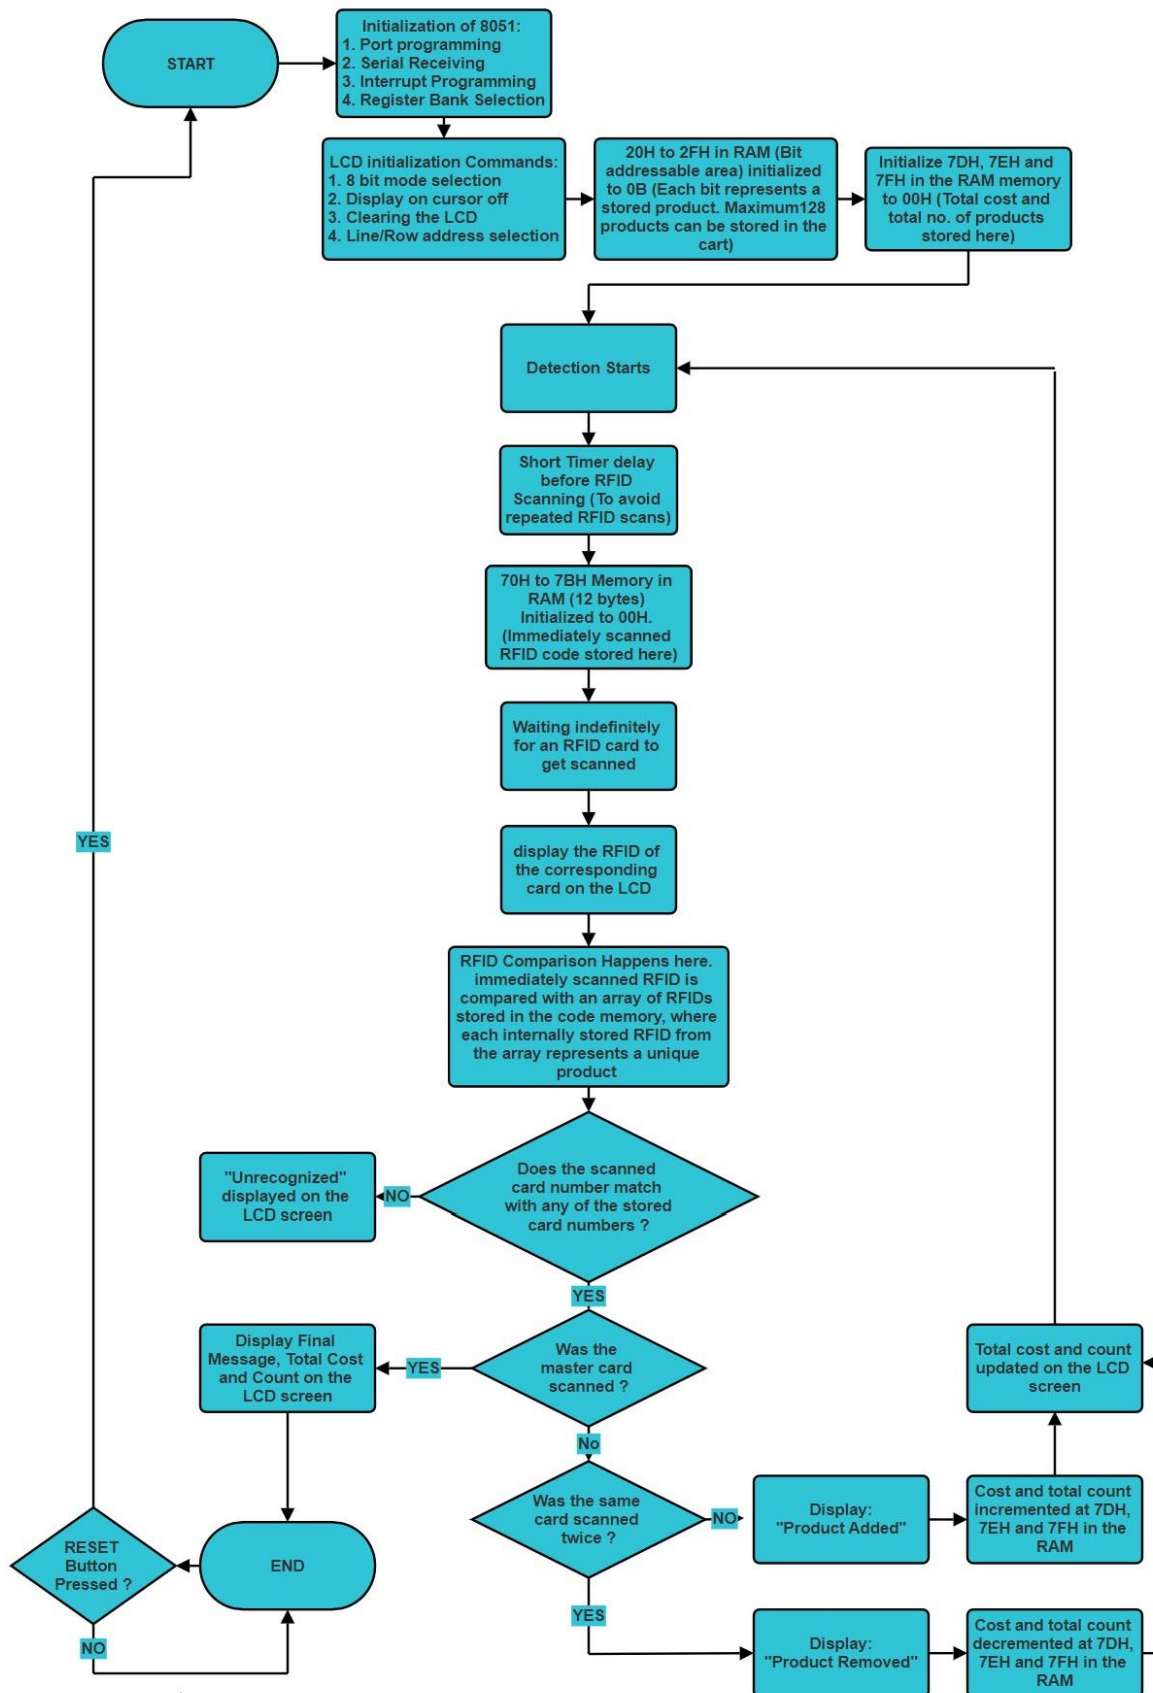 START
Initialization of 8051:
1. Port programming
2. Serial Receiving
3. Interrupt Programming
4. Register Bank Selection
LCD initialization Commands:
1. 8 bit mode selection
2. Display on cursor off
3. Clearing the LCD
4. Line/Row address selection
20H to 2FH in RAM (Bit
addressable area) initialized
to 0B (Each bit represents a
stored product. Maximum128
products can be stored in the
cart)
Initialize 7DH, 7EH and
7FH in the RAM memory
to 00H (Total cost and
total no. of products
stored here)
Detection Starts
Short Timer delay
before RFID
Scanning (To avoid
repeated RFID scans)
70H to 7BH Memory in
RAM (12 bytes)
Initialized to 00H.
(Immediately scanned
RFID code stored here)
Waiting indefinitely
for an RFID card to
get scanned
display the RFID of
the corresponding
card on the LCD
RFID Comparison Happens here.
immediately scanned RFID is
compared with an array of RFIDs
stored in the code memory, where
each internally stored RFID from
the array represents a unique
product
Does the scanned
card number match
with any of the stored
card numbers ?
NO
"Unrecognized"
displayed on the
LCD screen
YES
Was the
master card
scanned ?
YES
Display Final
Message, Total Cost
and Count on the
LCD screen
No
Was the same
card scanned
twice ?
NO
Display:
"Product Added"
Cost and total count
incremented at 7DH,
7EH and 7FH in the
RAM
Total cost and count
updated on the LCD
screen
YES
Display:
"Product Removed"
Cost and total count
decremented at 7DH,
7EH and 7FH in the
RAM
END
RESET
Button
Pressed ?
NO
YES